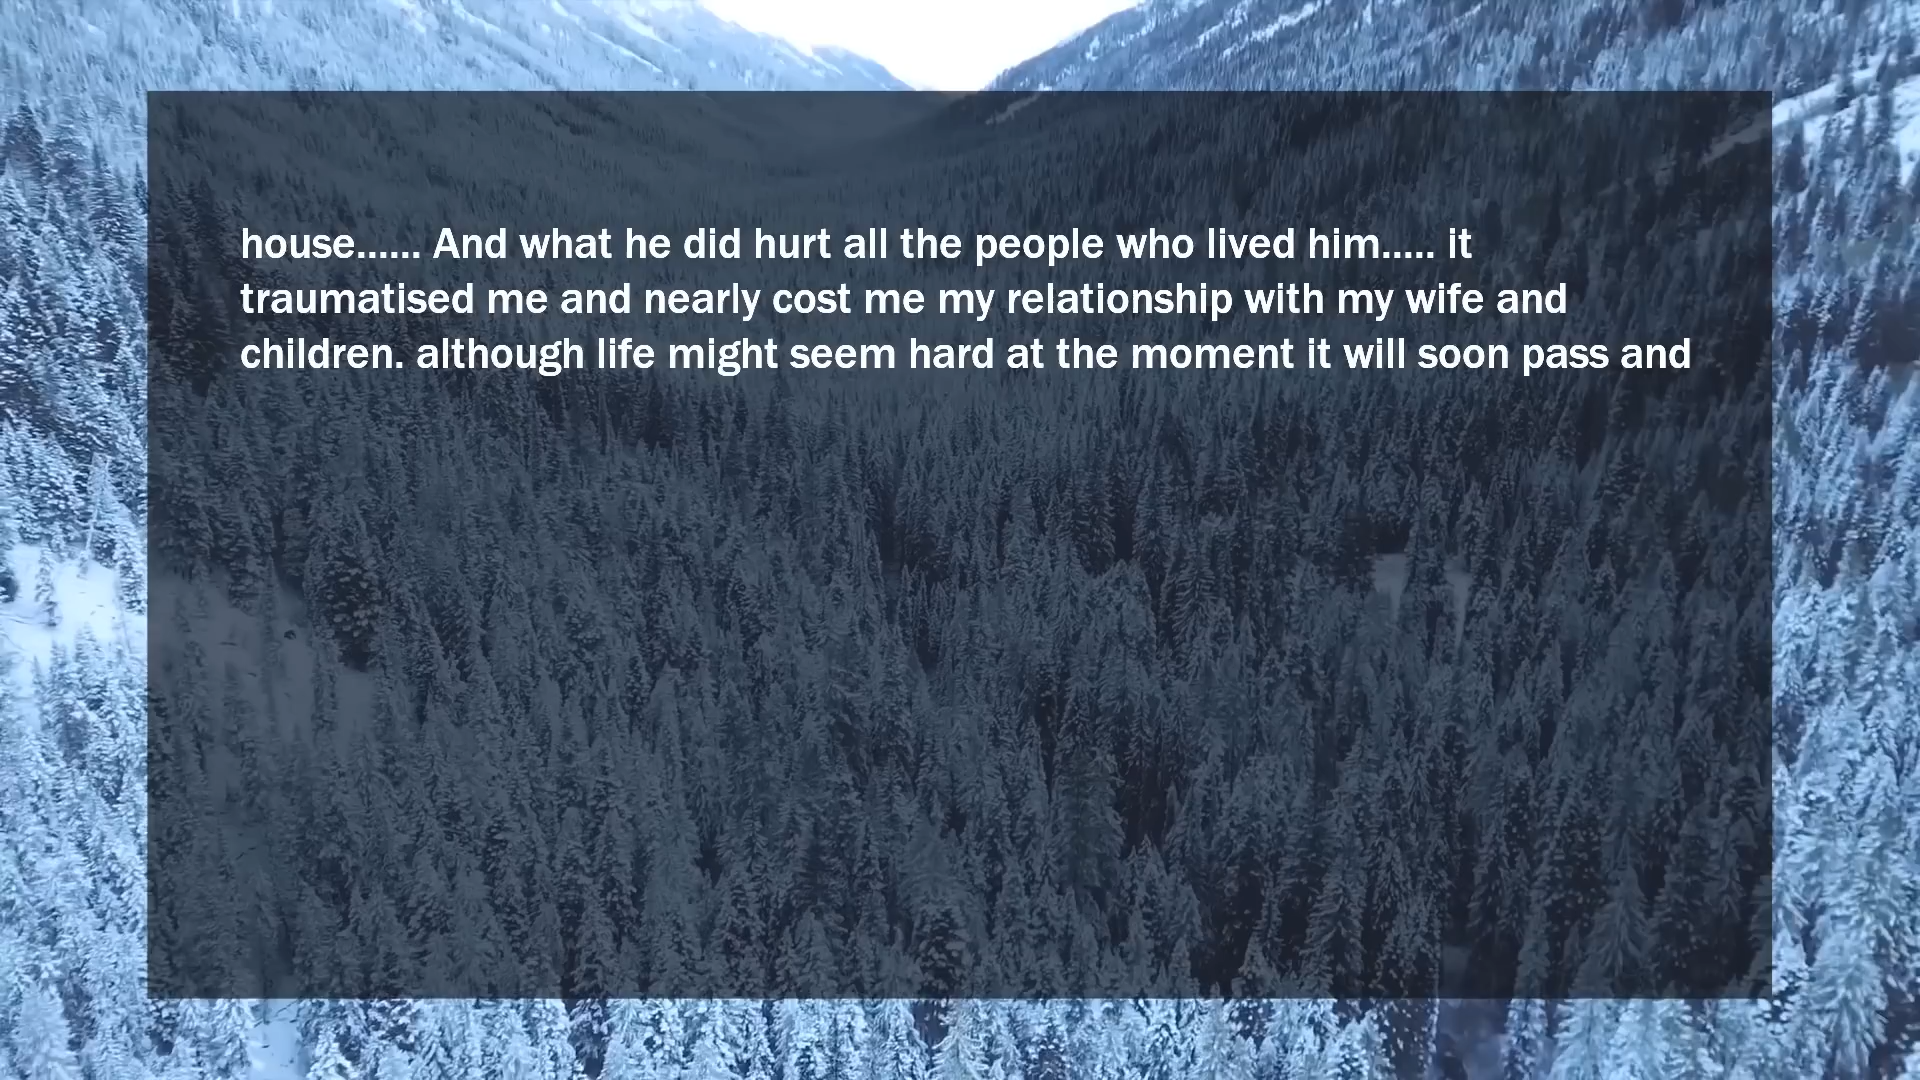 house...... And what he did hurt all the people who lived him..... it
traumatised me and nearly cost me my relationship with my wife and
children. although life might seem hard at the moment it will soon pass and